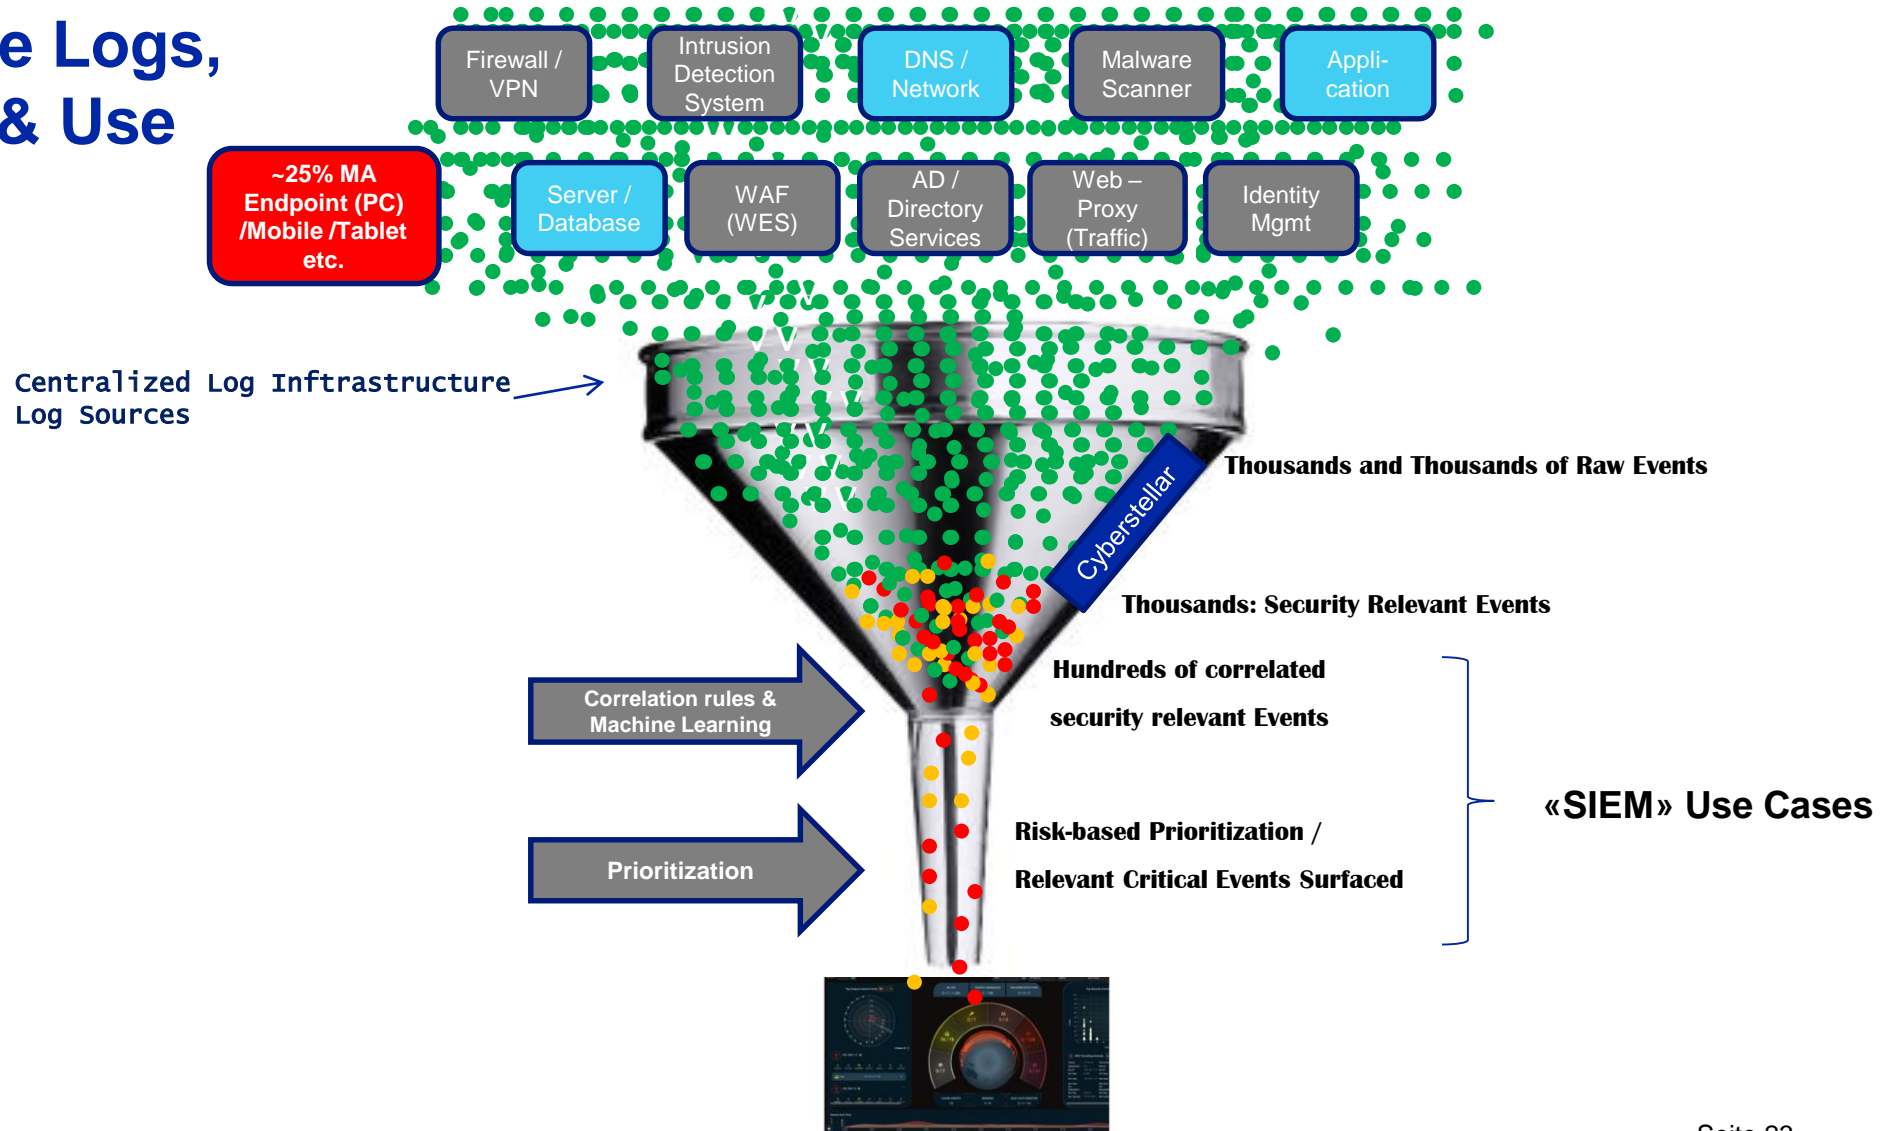 e Logs,
& Use
Firewall /
VPN
Intrusion
Detection
System
DNS /
Network
Malware
Scanner
Appli-
cation
~25% MA
Endpoint (PC)
/Mobile /Tablet
etc.
Server /
Database
WAF
(WES)
AD /
Directory
Services
Web –
Proxy
(Traffic)
Identity
Mgmt
Centralized Log Inftrastructure
Log Sources
Cyberstellar
Thousands and Thousands of Raw Events
Thousands: Security Relevant Events
Hundreds of correlated
security relevant Events
Correlation rules &
Machine Learning
Prioritization
Risk-based Prioritization /
Relevant Critical Events Surfaced
«SIEM» Use Cases